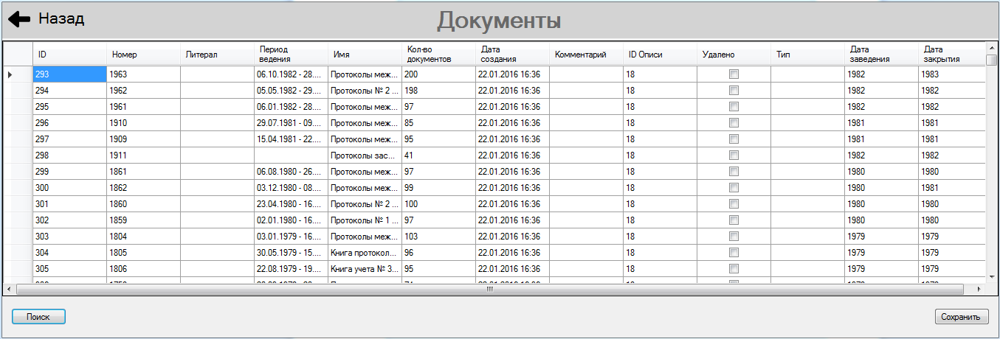 Назад
Документы
ID Номер Литерал Период ведения Имя Кол-во документов Дата создания Комментарий ID Описи Удалено Тип Дата заведения Дата закрытия
293 1963 06.10.1982 - 28.... Протоколы меж... 200 22.01.2016 16:36 18 1982 1983
294 1962 05.05.1982 - 29.... Протоколы № 2 ... 198 22.01.2016 16:36 18 1982 1982
295 1961 06.01.1982 - 28.... Протоколы меж... 97 22.01.2016 16:36 18 1982 1982
296 1910 29.07.1981 - 09.... Протоколы меж... 85 22.01.2016 16:36 18 1981 1981
297 1909 15.04.1981 - 22.... Протоколы меж... 95 22.01.2016 16:36 18 1981 1981
298 1911 Протоколы зас... 41 22.01.2016 16:36 18 1982 1982
299 1861 06.08.1980 - 26.... Протоколы меж... 97 22.01.2016 16:36 18 1980 1980
300 1862 03.12.1980 - 08.... Протоколы меж... 99 22.01.2016 16:36 18 1980 1981
301 1860 23.04.1980 - 16.... Протоколы № 2 ... 100 22.01.2016 16:36 18 1980 1980
302 1859 02.01.1980 - 16.... Протоколы № 1 ... 97 22.01.2016 16:36 18 1980 1980
303 1804 03.01.1979 - 16.... Протоколы меж... 103 22.01.2016 16:36 18 1979 1979
304 1805 30.05.1979 - 15.... Книга протокол... 96 22.01.2016 16:36 18 1979 1979
305 1806 22.08.1979 - 19.... Книга учета № 3... 95 22.01.2016 16:36 18 1979 1979
Поиск Сохранить